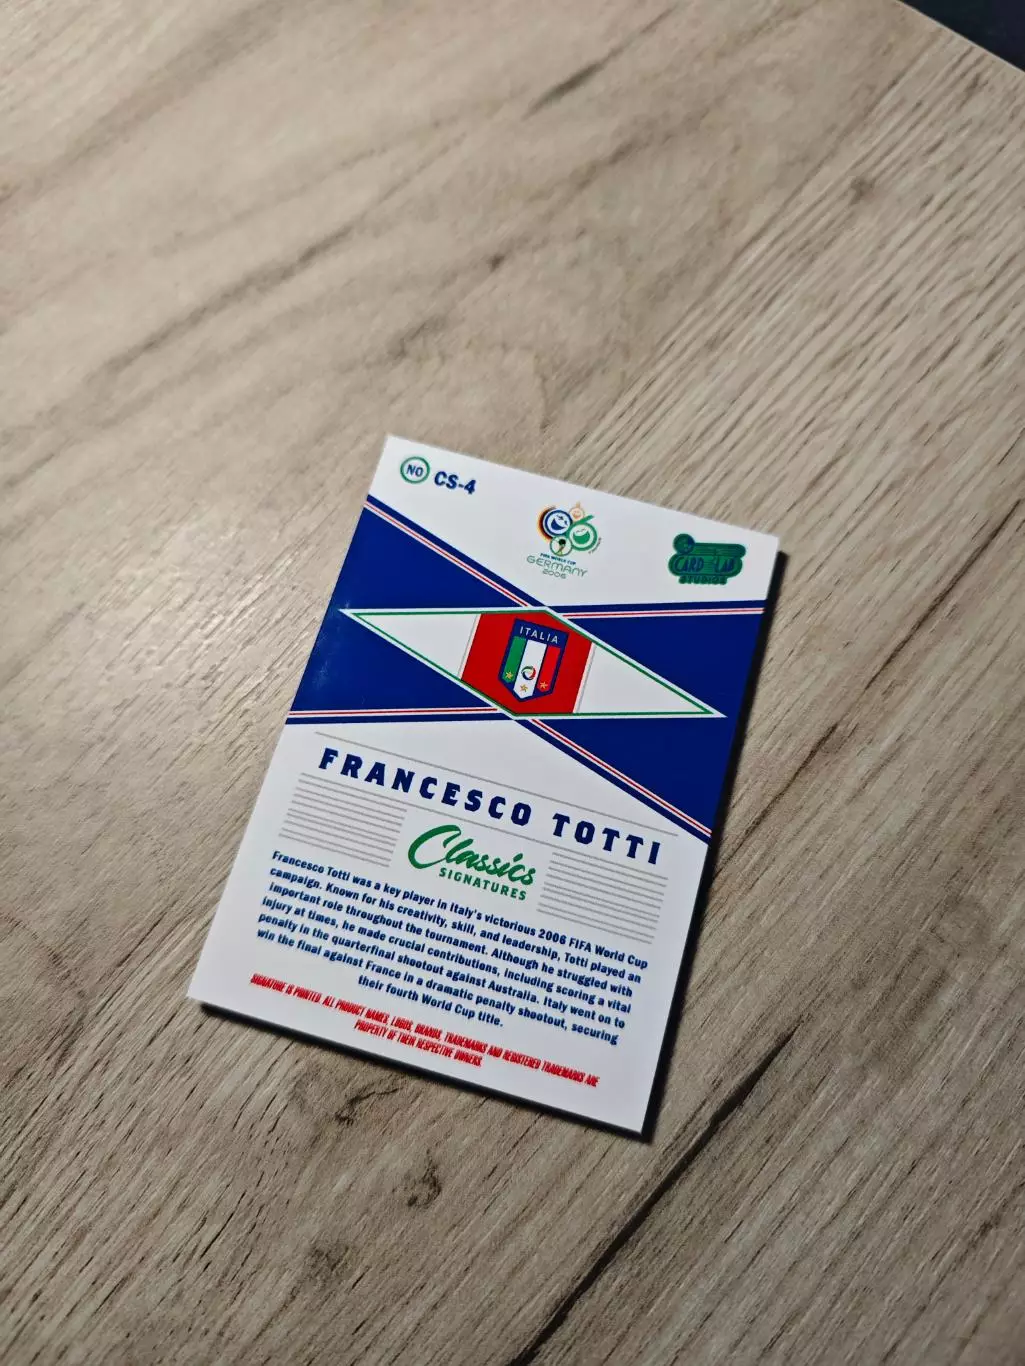 NO CS-4
FIFA WORLD CUP
GERMANY
2006
CARD LAB
STUDIOS
ITALIA
FRANCESCO TOTTI
Classics
SIGNATURES
Francesco Totti was a key player in Italy's victorious 2006 FIFA World Cup
campaign. Known for his creativity, skill, and leadership, Totti played an
important role throughout the tournament. Although he struggled with
injury at times, he made crucial contributions, including scoring a vital
penalty in the quarterfinal shootout against Australia. Italy went on to
win the final against France in a dramatic penalty shootout, securing
their fourth World Cup title.
SIGNATURE IS PRINTED. ALL PRODUCT NAMES, LOGOS, BRANDS, TRADEMARKS AND REGISTERED TRADEMARKS ARE
PROPERTY OF THEIR RESPECTIVE OWNERS.